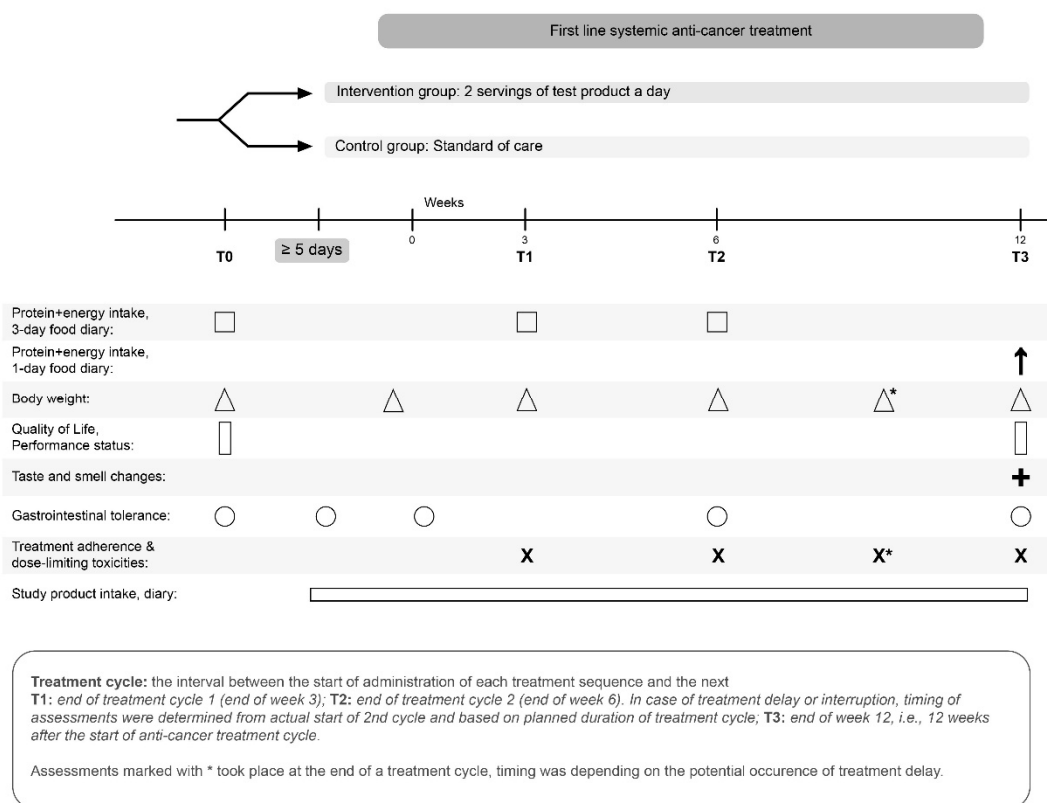 First line systemic anti-cancer treatment
Intervention group: 2 servings of test product a day
Control group: Standard of care
Weeks
0
3
6
12
T0
≥ 5 days
T1
T2
T3
Protein+energy intake,
3-day food diary:
Protein+energy intake,
1-day food diary:
Body weight:
*
Quality of Life,
Performance status:
Taste and smell changes:
Gastrointestinal tolerance:
Treatment adherence &
dose-limiting toxicities:
X X X* X
Study product intake, diary:
Treatment cycle: the interval between the start of administration of each treatment sequence and the next
T1: end of treatment cycle 1 (end of week 3); T2: end of treatment cycle 2 (end of week 6). In case of treatment delay or interruption, timing of
assessments were determined from actual start of 2nd cycle and based on planned duration of treatment cycle; T3: end of week 12, i.e., 12 weeks
after the start of anti-cancer treatment cycle.
Assessments marked with * took place at the end of a treatment cycle, timing was depending on the potential occurence of treatment delay.